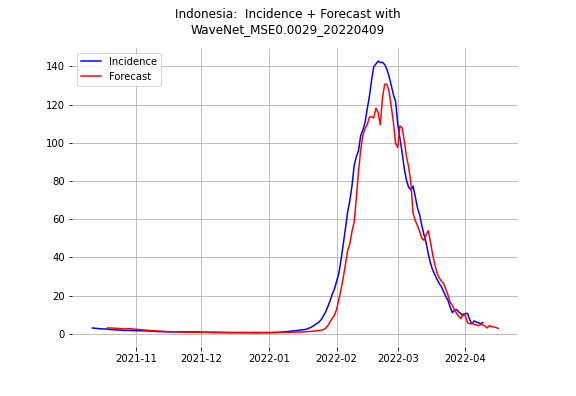 Indonesia:  Incidence + Forecast with
WaveNet_MSE0.0029_20220409
Incidence
Forecast
140
120
100
80
60
40
20
0
2021-11 2021-12 2022-01 2022-02 2022-03 2022-04